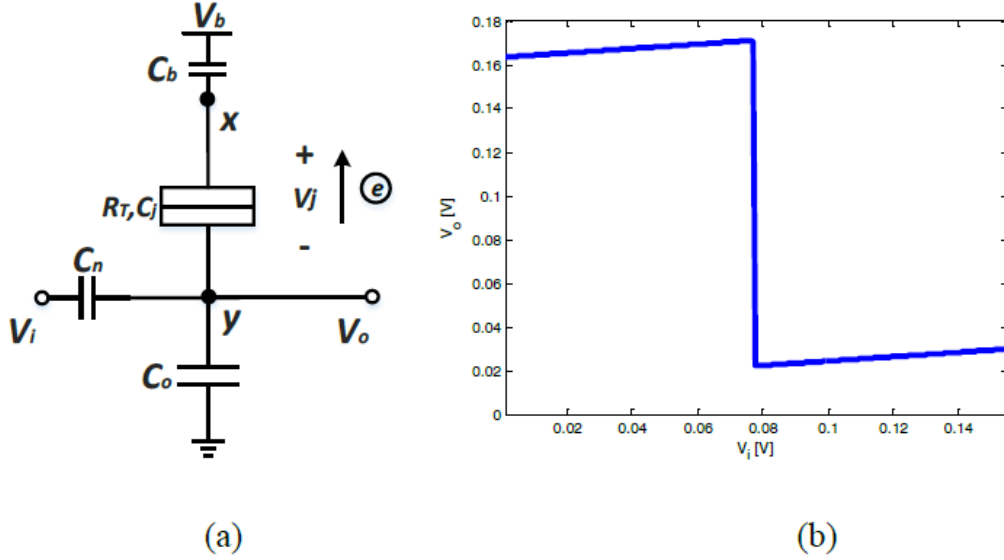 V_b
C_b
x
+
V_j
e
-
R_T, C_j
C_n
V_i
y
V_o
C_o
(a)
0.18
0.16
0.14
0.12
0.1
0.08
0.06
0.04
0.02
0
V_o [V]
0.02 0.04 0.06 0.08 0.1 0.12 0.14
V_i [V]
(b)